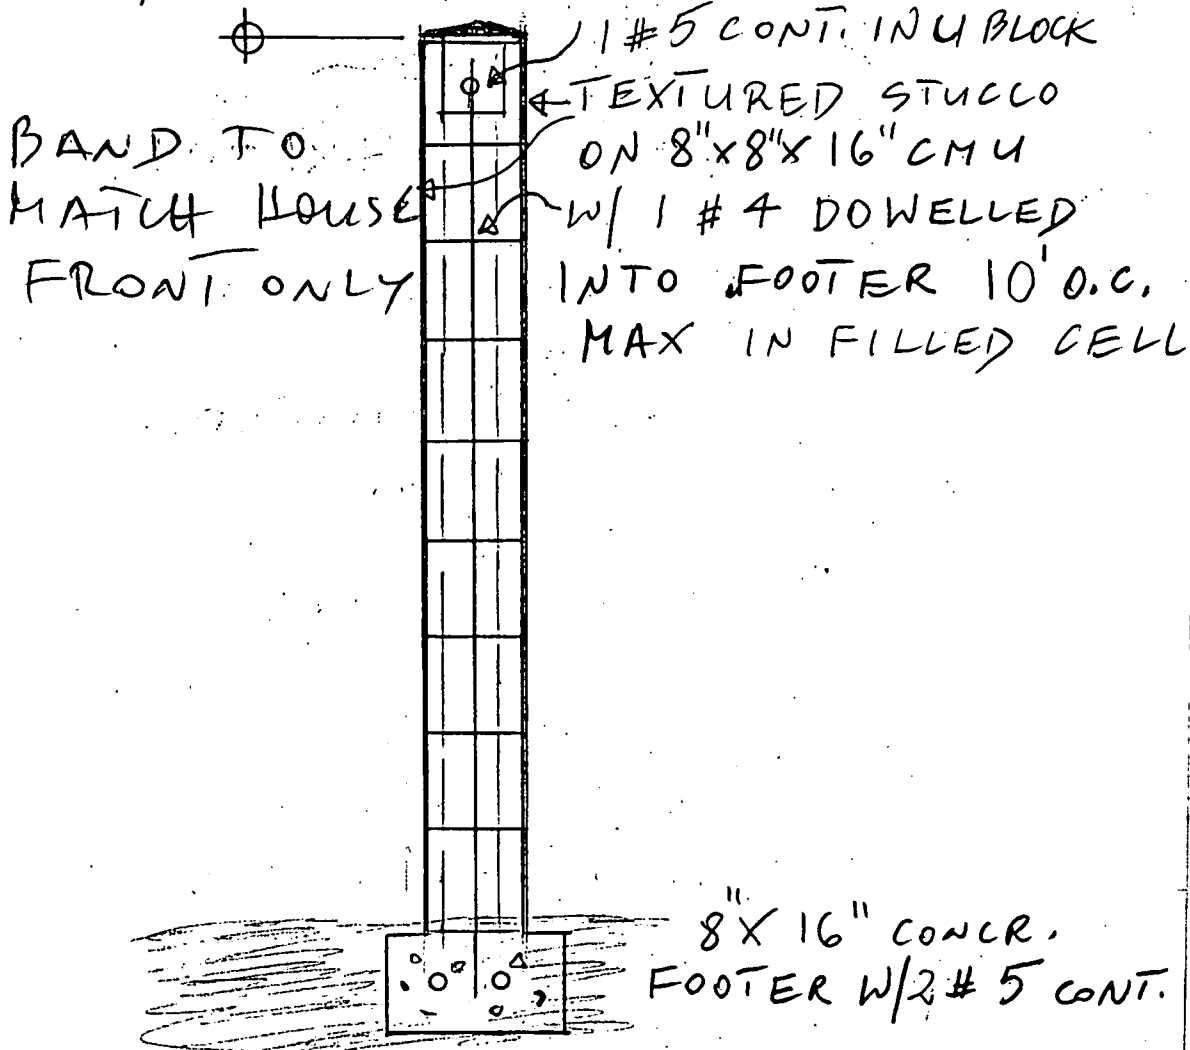 1 #5 CONT. IN U BLOCK
TEXTURED STUCCO
ON 8"x8"x16" CMU
W/ 1 #4 DOWELLED
INTO FOOTER 10' O.C.
MAX IN FILLED CELL
BAND TO
MATCH HOUSE
FRONT ONLY
8"X 16" CONCR.
FOOTER W/2 #5 CONT.